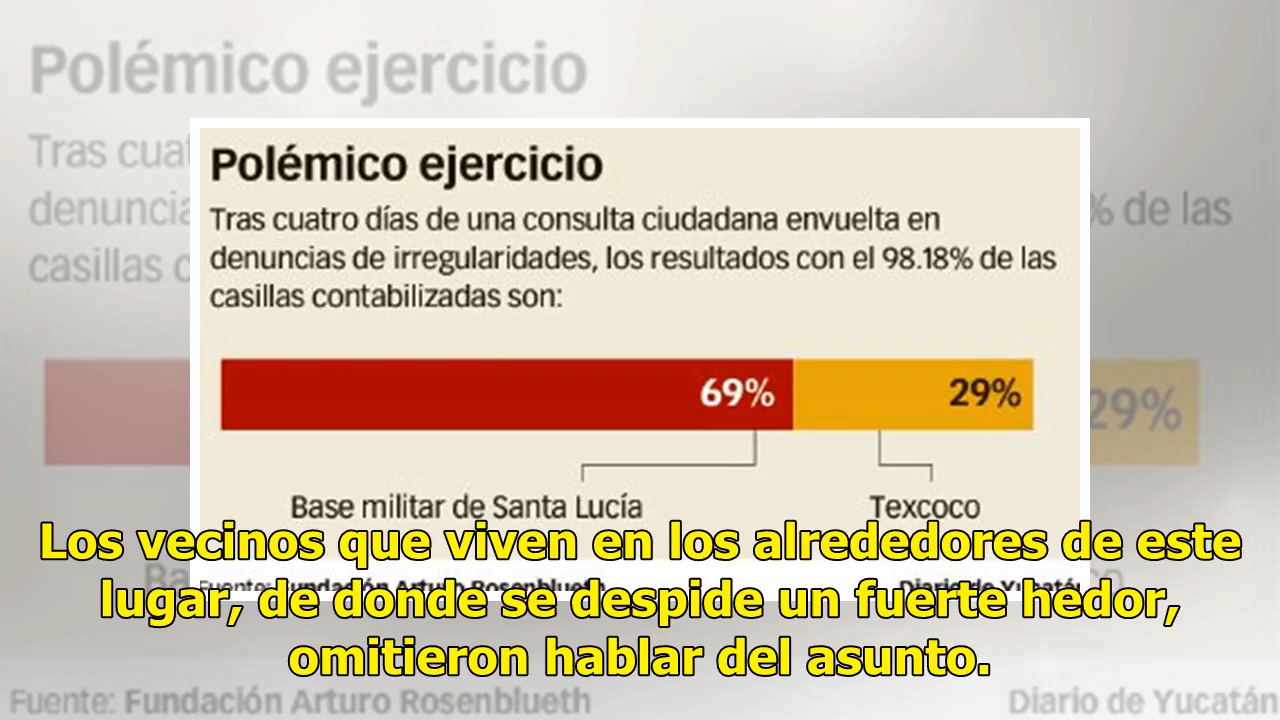 Polémico ejercicio
Tras cuatro días de una consulta ciudadana envuelta en
denuncias de irregularidades, los resultados con el 98.18% de las
casillas contabilizadas son:
69%
29%
Base militar de Santa Lucía
Texcoco
Los vecinos que viven en los alrededores de este
lugar, de donde se despide un fuerte hedor,
omitieron hablar del asunto.
Fuente: Fundación Arturo Rosenblueth
Diario de Yucatán